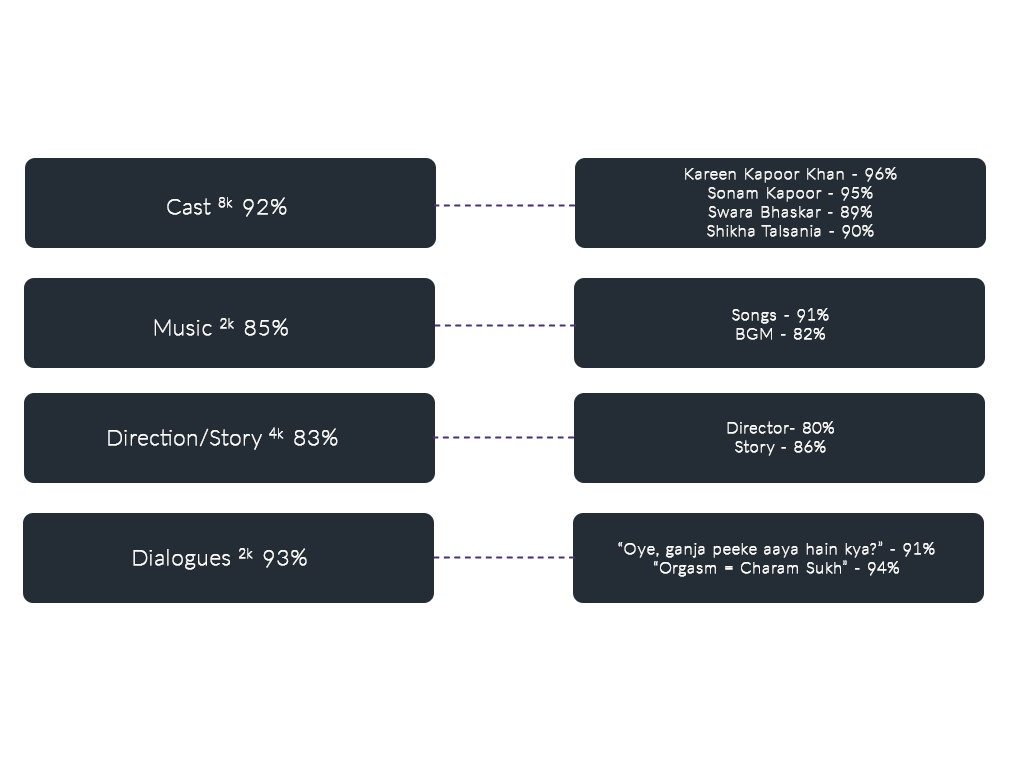 Cast 8k 92%
Kareen Kapoor Khan - 96%
Sonam Kapoor - 95%
Swara Bhaskar - 89%
Shikha Talsania - 90%
Music 2k 85%
Songs - 91%
BGM - 82%
Direction/Story 4k 83%
Director- 80%
Story - 86%
Dialogues 2k 93%
“Oye, ganja peeke aaya hain kya?” - 91%
“Orgasm = Charam Sukh” - 94%